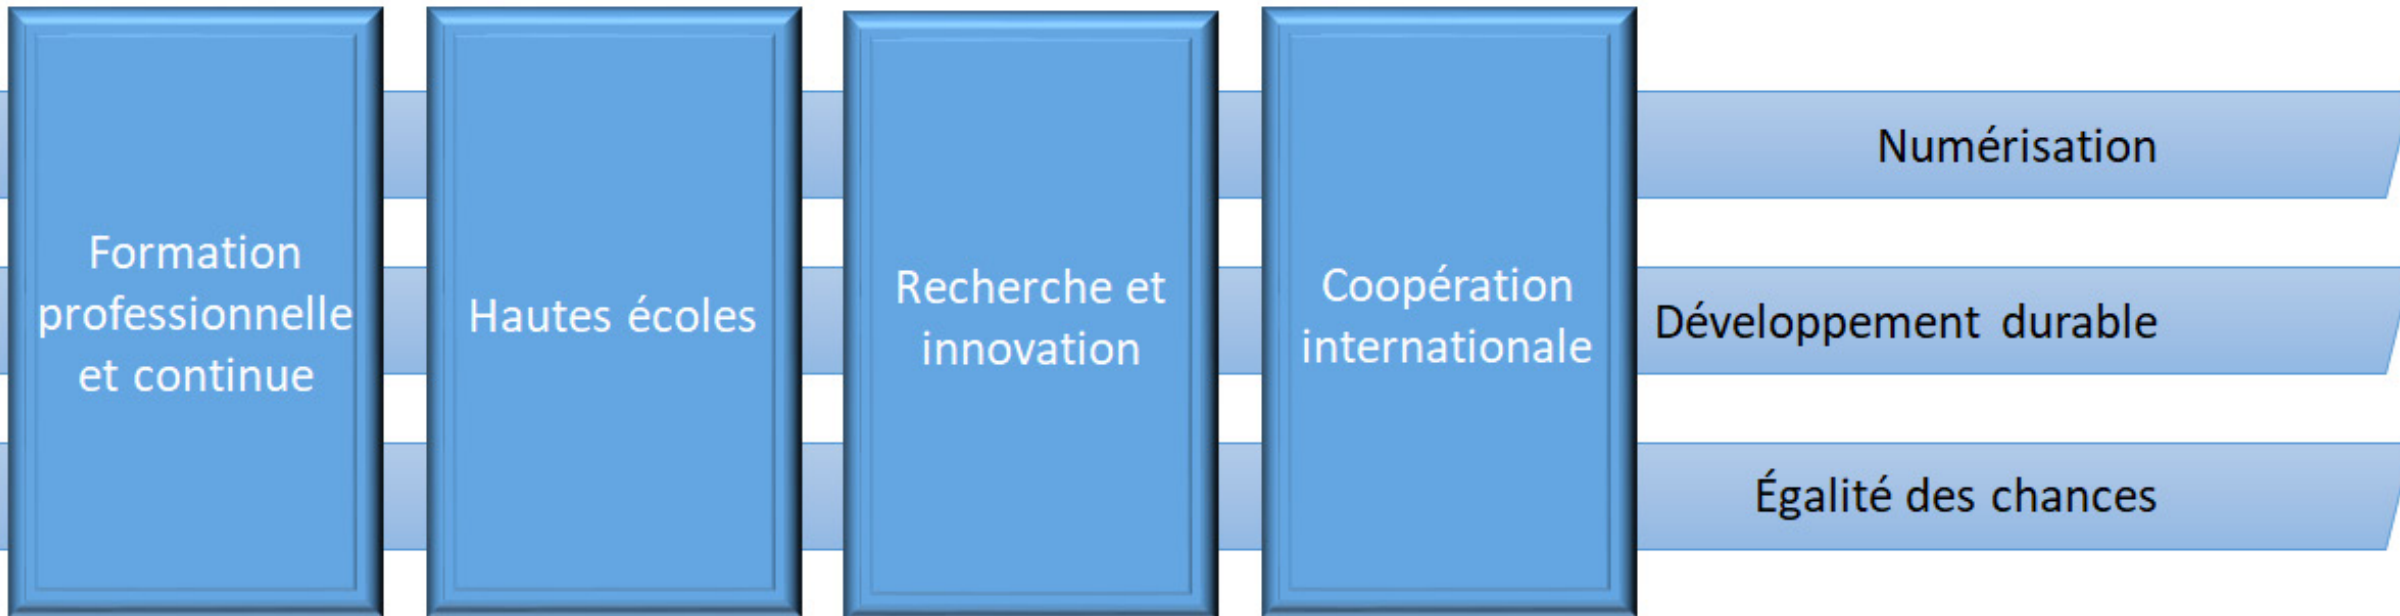 Formation
professionnelle
et continue
Hautes écoles
Recherche et
innovation
Coopération
internationale
Numérisation
Développement durable
Égalité des chances